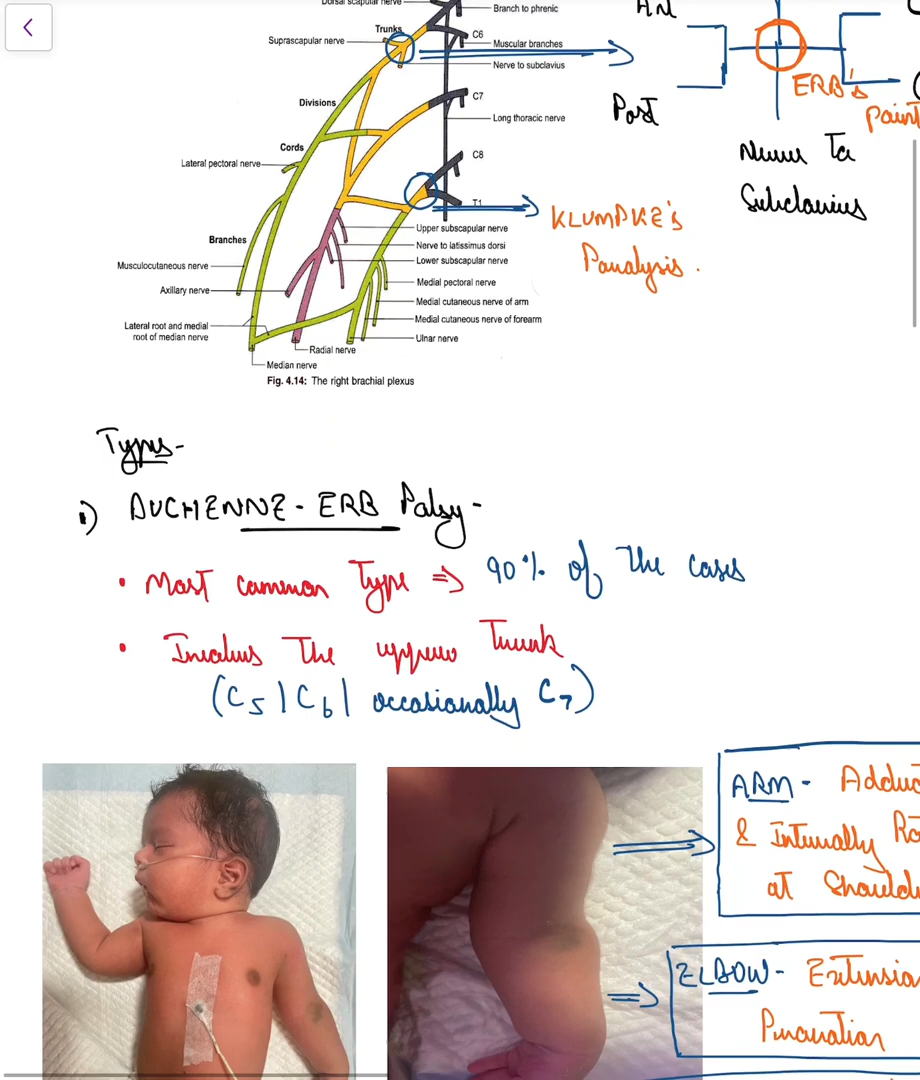 Dorsal scapular nerve
Branch to phrenic
An
Trunks
C6
Suprascapular nerve
Muscular branches
Nerve to subclavius
ERB's
point
Divisions
C7
Post
Long thoracic nerve
Cords
C8
Nerve To
Subclavius
Lateral pectoral nerve
T1
KLUMPKE's
Paralysis.
Upper subscapular nerve
Branches
Nerve to latissimus dorsi
Lower subscapular nerve
Musculocutaneous nerve
Medial pectoral nerve
Axillary nerve
Medial cutaneous nerve of arm
Medial cutaneous nerve of forearm
Lateral root and medial
root of median nerve
Ulnar nerve
Radial nerve
Median nerve
Fig. 4.14: The right brachial plexus
Types-
i) DUCHENNE - ERB Palsy-
• Most common Type ⇒ 90% of the cases
• Involves The upper Trunk
(C5 | C6 | occasionally C7)
ARM - Adduc
& Internally Ro
at Shoulde
ELBOW - Extension
Pronation